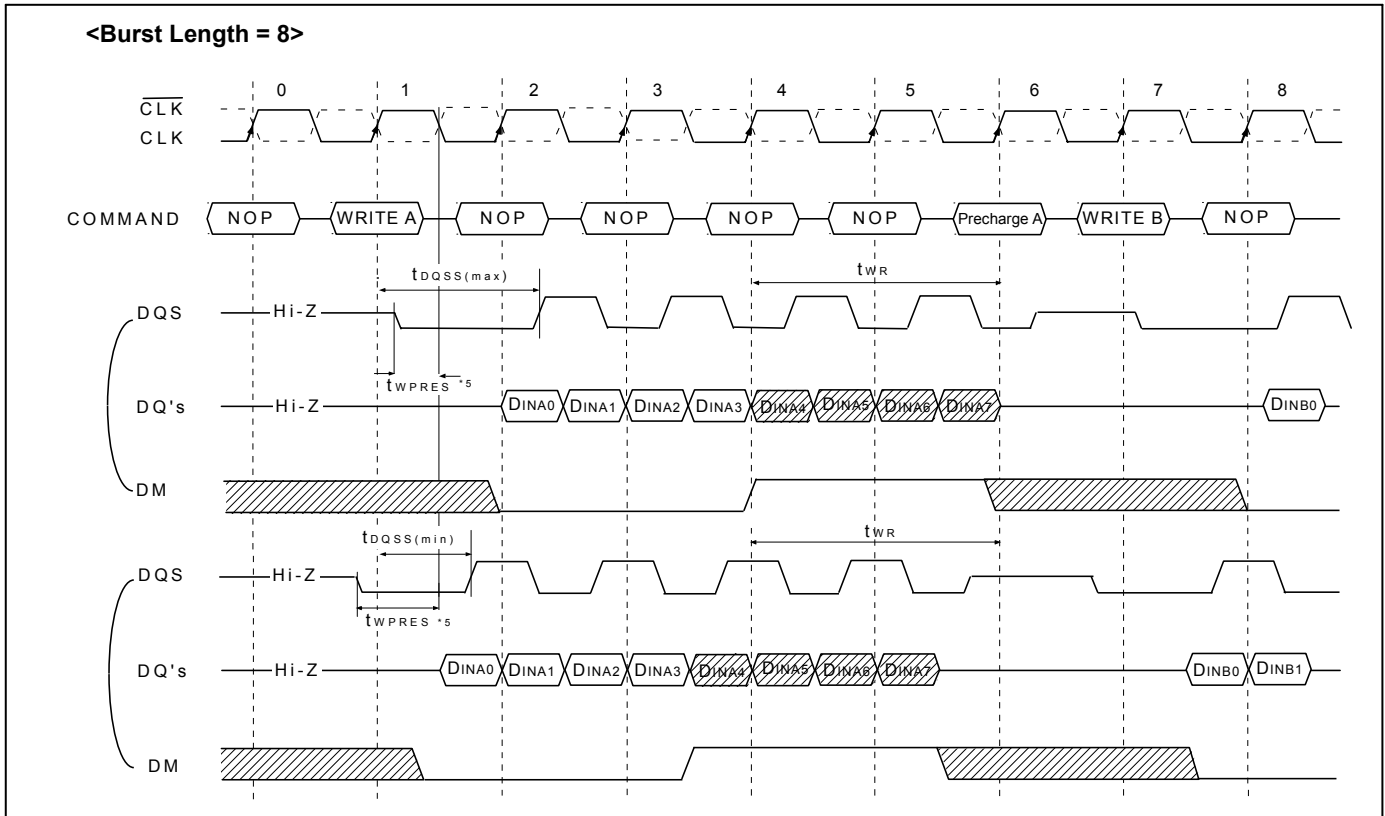 <Burst Length = 8>
0 1 2 3 4 5 6 7 8
CLK
CLK
COMMAND NOP WRITE A NOP NOP NOP NOP Precharge A WRITE B NOP
tDQSS(max) tWR
DQS Hi-Z
tWPRES *5
DQ's Hi-Z DINA0 DINA1 DINA2 DINA3 DINA4 DINA5 DINA6 DINA7 DINB0
DM
tDQSS(min) tWR
DQS Hi-Z
tWPRES *5
DQ's Hi-Z DINA0 DINA1 DINA2 DINA3 DINA4 DINA5 DINA6 DINA7 DINB0 DINB1
DM